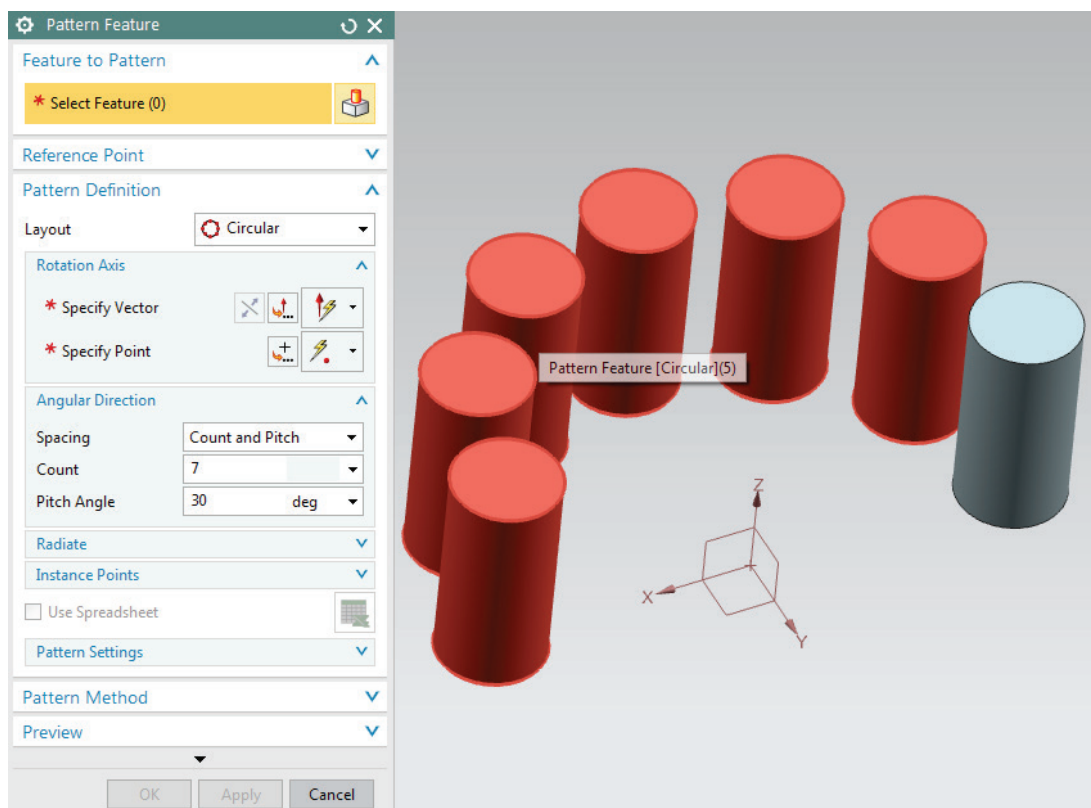 Pattern Feature
Feature to Pattern
* Select Feature (0)
Reference Point
Pattern Definition
Layout Circular
Rotation Axis
* Specify Vector
* Specify Point
Angular Direction
Spacing Count and Pitch
Count 7
Pitch Angle 30 deg
Radiate
Instance Points
Use Spreadsheet
Pattern Settings
Pattern Method
Preview
OK Apply Cancel
Pattern Feature [Circular](5)
Z
X
Y